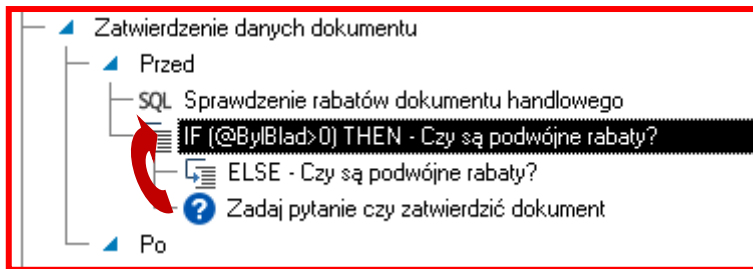 Zatwierdzenie danych dokumentu
Przed
SQL Sprawdzenie rabatów dokumentu handlowego
IF (@BylBlad>0) THEN - Czy są podwójne rabaty?
ELSE - Czy są podwójne rabaty?
? Zadaj pytanie czy zatwierdzić dokument
Po